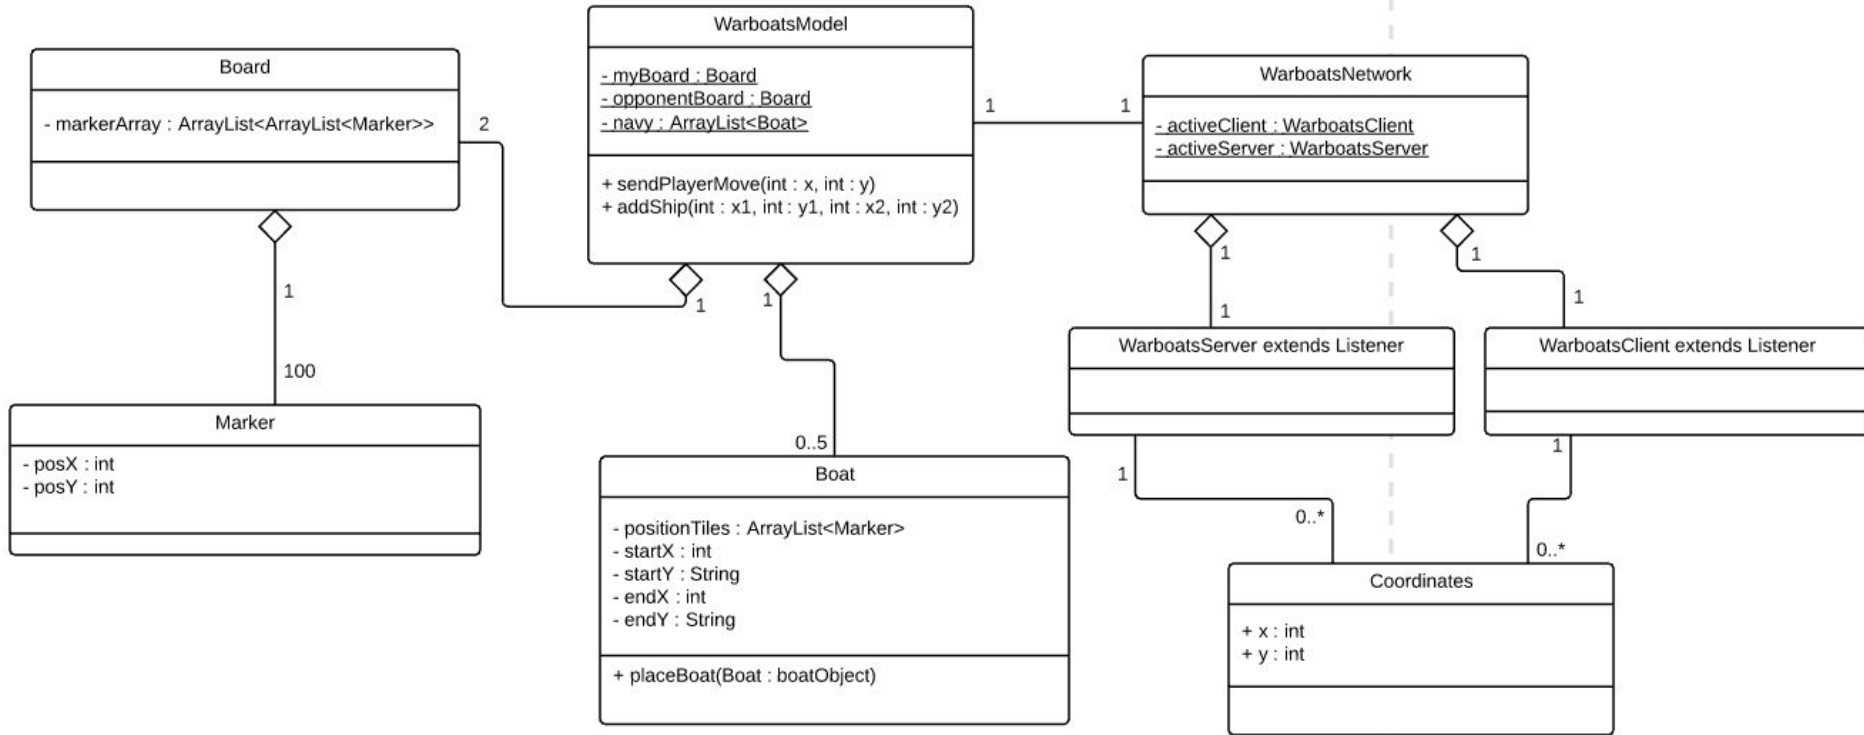 Board
- markerArray : ArrayList<ArrayList<Marker>>
2
1
100
Marker
- posX : int
- posY : int
WarboatsModel
- myBoard : Board
- opponentBoard : Board
- navy : ArrayList<Boat>
+ sendPlayerMove(int : x, int : y)
+ addShip(int : x1, int : y1, int : x2, int : y2)
1
1
0..5
Boat
- positionTiles : ArrayList<Marker>
- startX : int
- startY : String
- endX : int
- endY : String
+ placeBoat(Boat : boatObject)
1
1
WarboatsNetwork
- activeClient : WarboatsClient
- activeServer : WarboatsServer
1
1
1
1
WarboatsServer extends Listener
WarboatsClient extends Listener
1
0..*
1
0..*
Coordinates
+ x : int
+ y : int